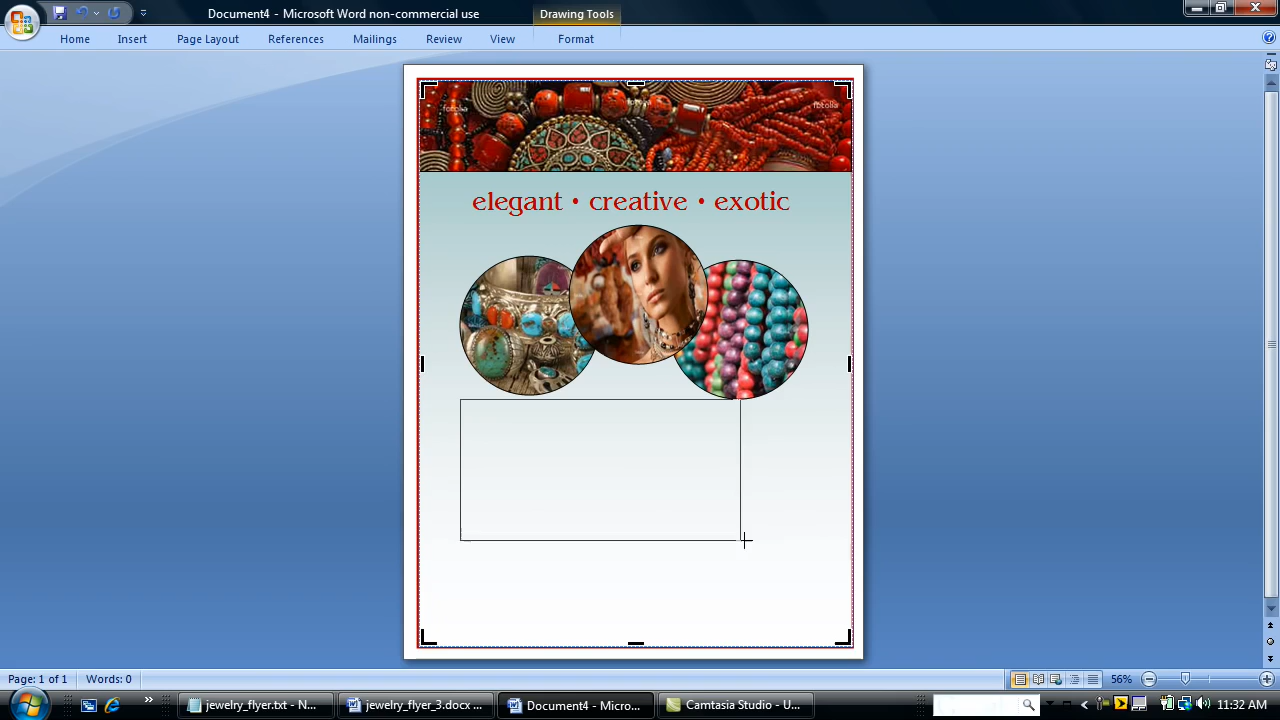 Document4 - Microsoft Word non-commercial use
Drawing Tools
Home Insert Page Layout References Mailings Review View Format
fotolia fotolia
elegant • creative • exotic
Page: 1 of 1 Words: 0 56%
jewelry_flyer.txt - N... jewelry_flyer_3.docx ... Document4 - Micro... Camtasia Studio - U... 11:32 AM